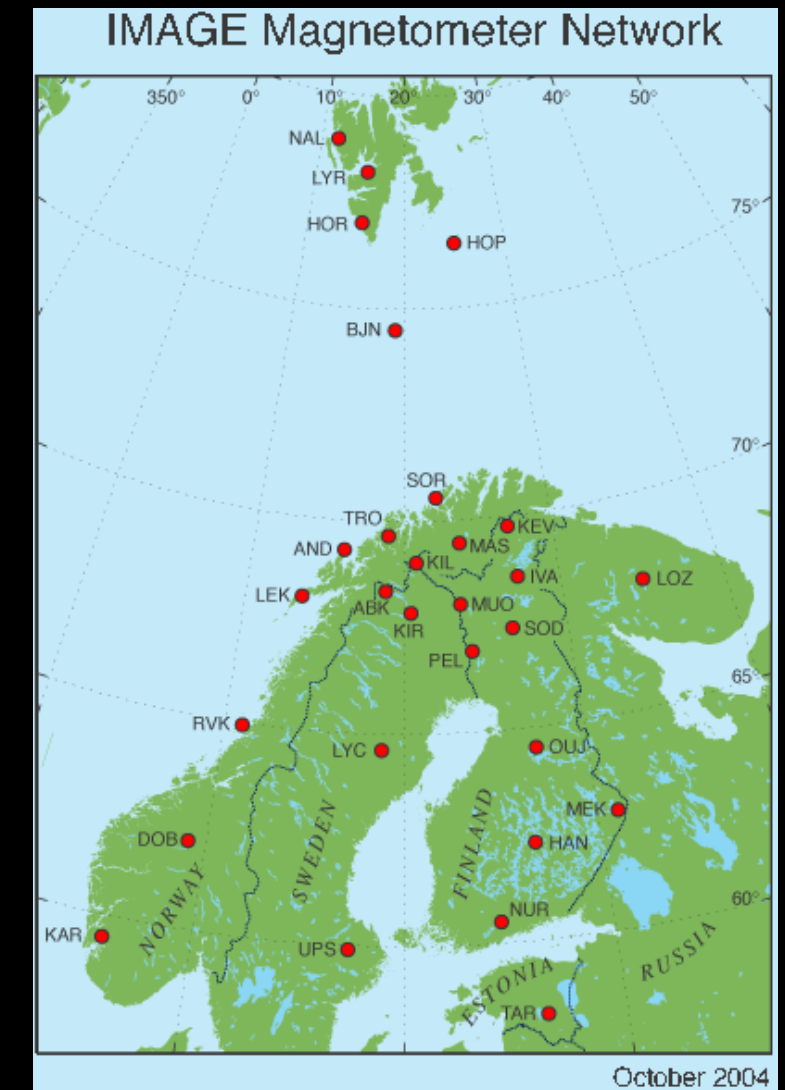 IMAGE Magnetometer Network
350° 0° 10° 20° 30° 40° 50°
NAL
LYR
75°
HOR
HOP
BJN
70°
SOR
TRO
KEV
AND
MAS
KIL
IVA
LOZ
LEK
ABK
MUO
KIR
SOD
PEL
65°
RVK
LYC
OUJ
MEK
DOB
HAN
SWEDEN
FINLAND
60°
NORWAY
NUR
KAR
UPS
RUSSIA
ESTONIA
TAR
October 2004